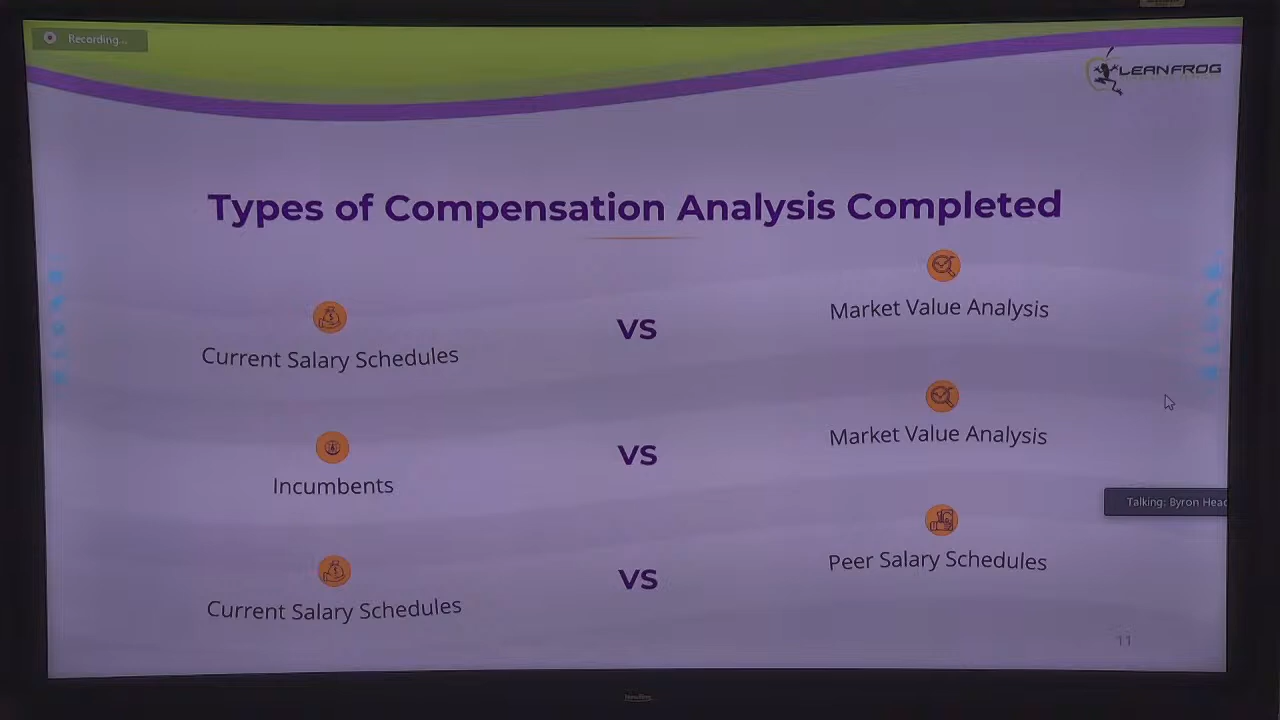 Recording...
LEANFROG
Types of Compensation Analysis Completed
Current Salary Schedules
VS
Market Value Analysis
Incumbents
VS
Market Value Analysis
Current Salary Schedules
VS
Peer Salary Schedules
Talking: Byron Head
11